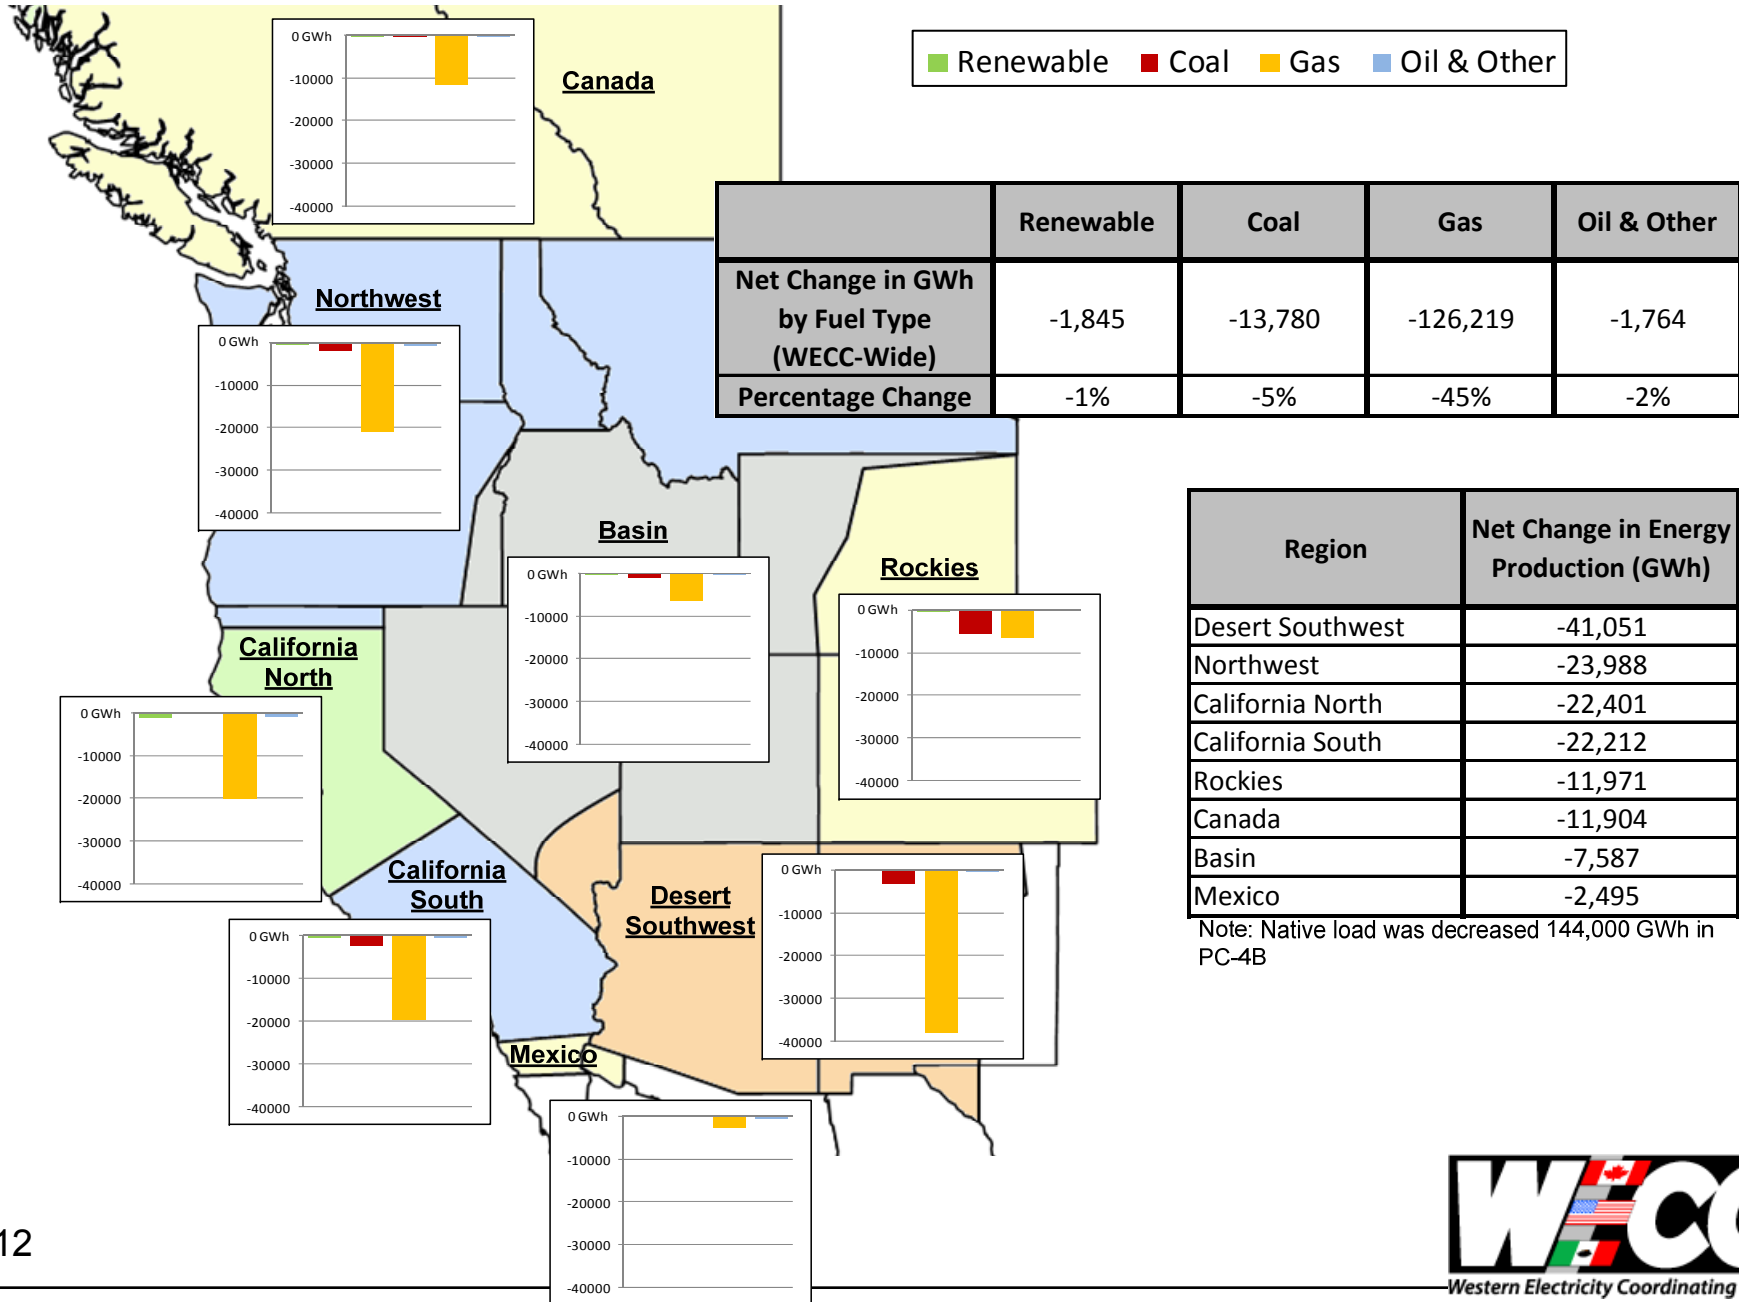 Renewable Coal Gas Oil & Other
Canada
0 GWh
-10000
-20000
-30000
-40000
Renewable Coal Gas Oil & Other
Net Change in GWh
by Fuel Type
(WECC-Wide)
-1,845 -13,780 -126,219 -1,764
Percentage Change -1% -5% -45% -2%
Northwest
0 GWh
-10000
-20000
-30000
-40000
Basin
0 GWh
-10000
-20000
-30000
-40000
Rockies
0 GWh
-10000
-20000
-30000
-40000
Region
Net Change in Energy
Production (GWh)
Desert Southwest -41,051
Northwest -23,988
California North -22,401
California South -22,212
Rockies -11,971
Canada -11,904
Basin -7,587
Mexico -2,495
Note: Native load was decreased 144,000 GWh in
PC-4B
California
North
0 GWh
-10000
-20000
-30000
-40000
California
South
0 GWh
-10000
-20000
-30000
-40000
Desert
Southwest
0 GWh
-10000
-20000
-30000
-40000
Mexico
0 GWh
-10000
-20000
-30000
-40000
12
WECC
Western Electricity Coordinating